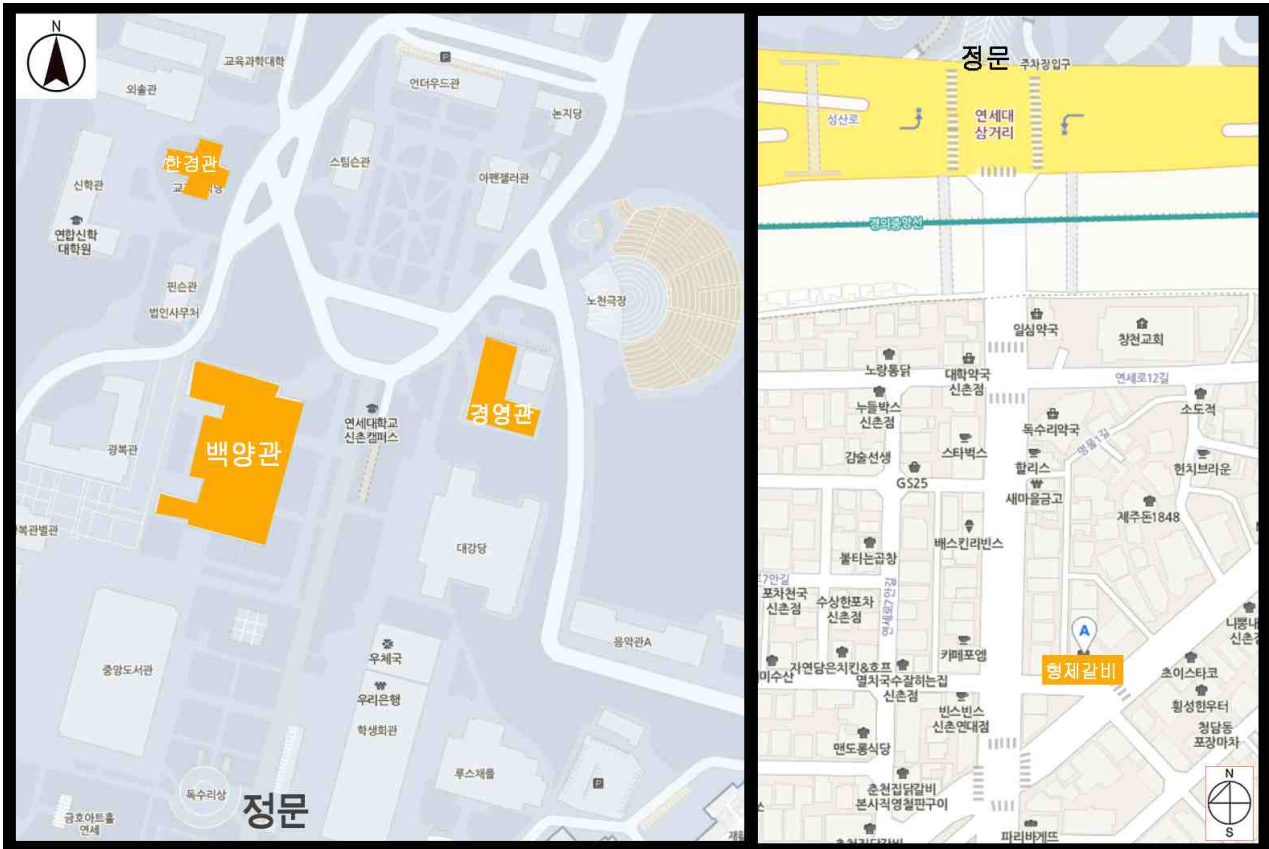 N
교육과학대학
외솔관
P
언더우드관
논지당
한경관
스팀슨관
아펜젤러관
신학관
연합신학
대학원
핀슨관
법인사무처
노천극장
연세대학교
신촌캠퍼스
경영관
백양관
광복관
대강당
음악관A
우체국
우리은행
학생회관
중앙도서관
루스채플
P
독수리상
정문
금호아트홀
연세
정문
주차장입구
성산로
연세대
삼거리
경의중앙선
일심약국
창천교회
노랑통닭
대학약국
신촌점
연세로12길
누들박스
신촌점
독수리약국
소도적
명물1길
감술선생
스타벅스
할리스
헌치브라운
GS25
새마을금고
제주돈1848
배스킨라빈스
불티는곱창
포차천국
신촌점
수상한포차
신촌점
연세로7안길
A
카페포엠
형제갈비
자연담은치킨&호프
멸치국수잘하는집
신촌점
초이스타코
횡성한우터
빈스빈스
신촌연대점
청담동
포장마차
맨도롱식당
춘천집닭갈비
본사직영철판구이
파리바게뜨
N
S